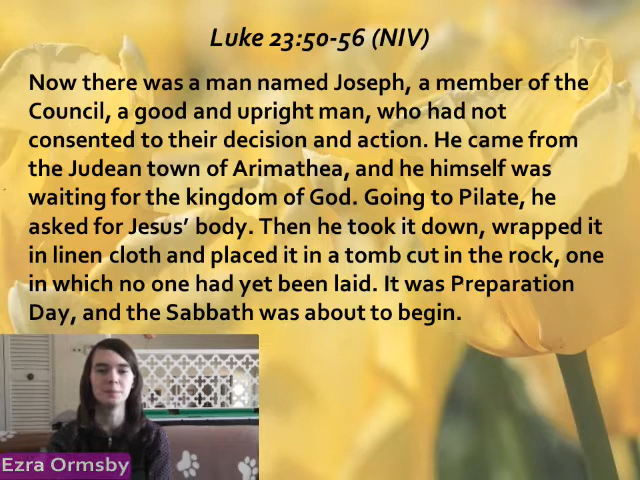 Luke 23:50-56 (NIV)
Now there was a man named Joseph, a member of the
Council, a good and upright man, who had not
consented to their decision and action. He came from
the Judean town of Arimathea, and he himself was
waiting for the kingdom of God. Going to Pilate, he
asked for Jesus’ body. Then he took it down, wrapped it
in linen cloth and placed it in a tomb cut in the rock, one
in which no one had yet been laid. It was Preparation
Day, and the Sabbath was about to begin.
Ezra Ormsby